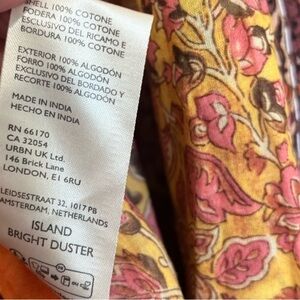 SHELL 100% COTONE
FODERA 100% COTONE
ESCLUSIVO DEL RICAMO E
BORDURA 100% COTONE
EXTERIOR 100% ALGODÓN
FORRO 100% ALGODÓN
EXCLUSIVO DEL BORDADO Y
RECORTE 100% ALGODÓN
MADE IN INDIA
HECHO EN INDIA
RN 66170
CA 32054
URBN UK Ltd.
146 Brick Lane
LONDON, E1 6RU
LEIDSESTRAAT 32, 1017 PB
AMSTERDAM, NETHERLANDS
ISLAND
BRIGHT DUSTER